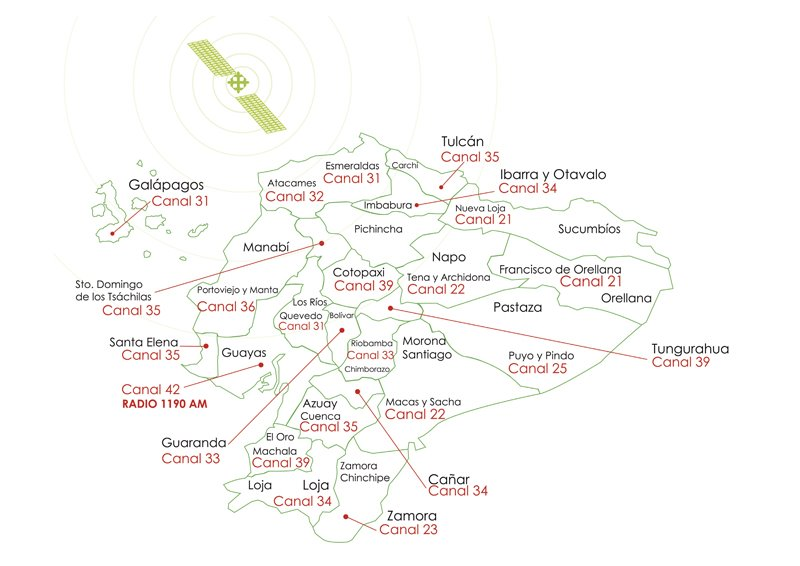 Tulcán
Canal 35
Esmeraldas
Canal 31
Carchi
Ibarra y Otavalo
Canal 34
Galápagos
Canal 31
Atacames
Canal 32
Imbabura
Nueva Loja
Canal 21
Pichincha
Sucumbíos
Manabí
Napo
Cotopaxi
Canal 39
Tena y Archidona
Canal 22
Francisco de Orellana
Canal 21
Orellana
Sto. Domingo
de los Tsáchilas
Canal 35
Portoviejo y Manta
Canal 36
Los Ríos
Quevedo
Canal 31
Bolívar
Pastaza
Santa Elena
Canal 35
Guayas
Riobamba
Canal 33
Chimborazo
Morona
Santiago
Puyo y Pindo
Canal 25
Tungurahua
Canal 39
Canal 42
RADIO 1190 AM
Azuay
Cuenca
Canal 35
Macas y Sacha
Canal 22
Guaranda
Canal 33
El Oro
Machala
Canal 39
Zamora
Chinchipe
Cañar
Canal 34
Loja
Loja
Canal 34
Zamora
Canal 23